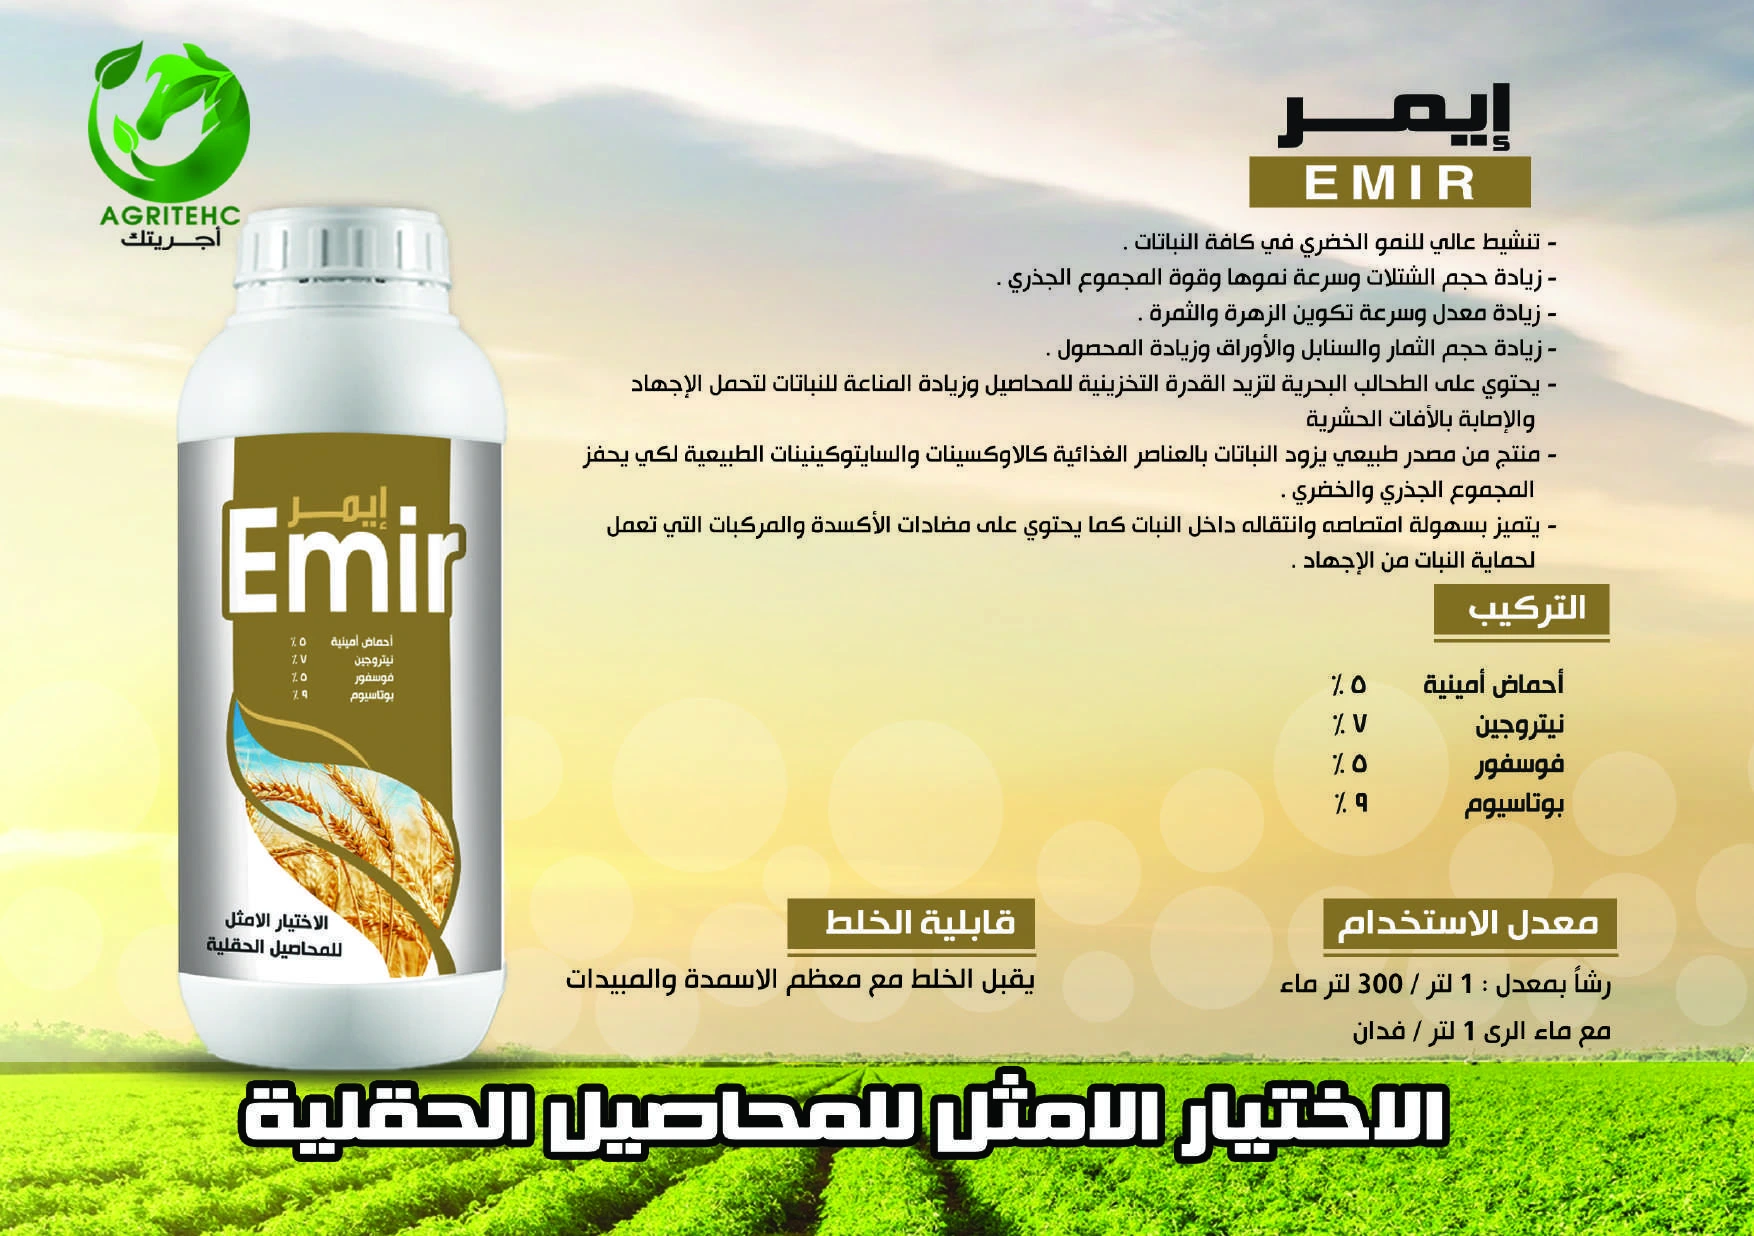 AGRITEHC
أجريتك
إيمر
EMIR
- تنشيط عالي للنمو الخضري في كافة النباتات .
- زيادة حجم الشتلات وسرعة نموها وقوة المجموع الجذري .
- زيادة معدل وسرعة تكوين الزهرة والثمرة .
- زيادة حجم الثمار والسنابل والأوراق وزيادة المحصول .
- يحتوي على الطحالب البحرية لتزيد القدرة التخزينية للمحاصيل وزيادة المناعة للنباتات لتحمل الإجهاد
والإصابة بالأفات الحشرية
- منتج من مصدر طبيعي يزود النباتات بالعناصر الغذائية كالاوكسينات والسايتوكينينات الطبيعية لكي يحفز
المجموع الجذري والخضري .
- يتميز بسهولة امتصاصه وانتقاله داخل النبات كما يحتوي على مضادات الأكسدة والمركبات التي تعمل
لحماية النبات من الإجهاد .
التركيب
أحماض أمينية ٥ ٪
نيتروجين ٧ ٪
فوسفور ٥ ٪
بوتاسيوم ٩ ٪
معدل الاستخدام
رشاً بمعدل : 1 لتر / 300 لتر ماء
مع ماء الرى 1 لتر / فدان
قابلية الخلط
يقبل الخلط مع معظم الاسمدة والمبيدات
إيمر
Emir
أحماض أمينية ٥ ٪
نيتروجين ٧ ٪
فوسفور ٥ ٪
بوتاسيوم ٩ ٪
الاختيار الامثل
للمحاصيل الحقلية
الاختيار الامثل للمحاصيل الحقلية